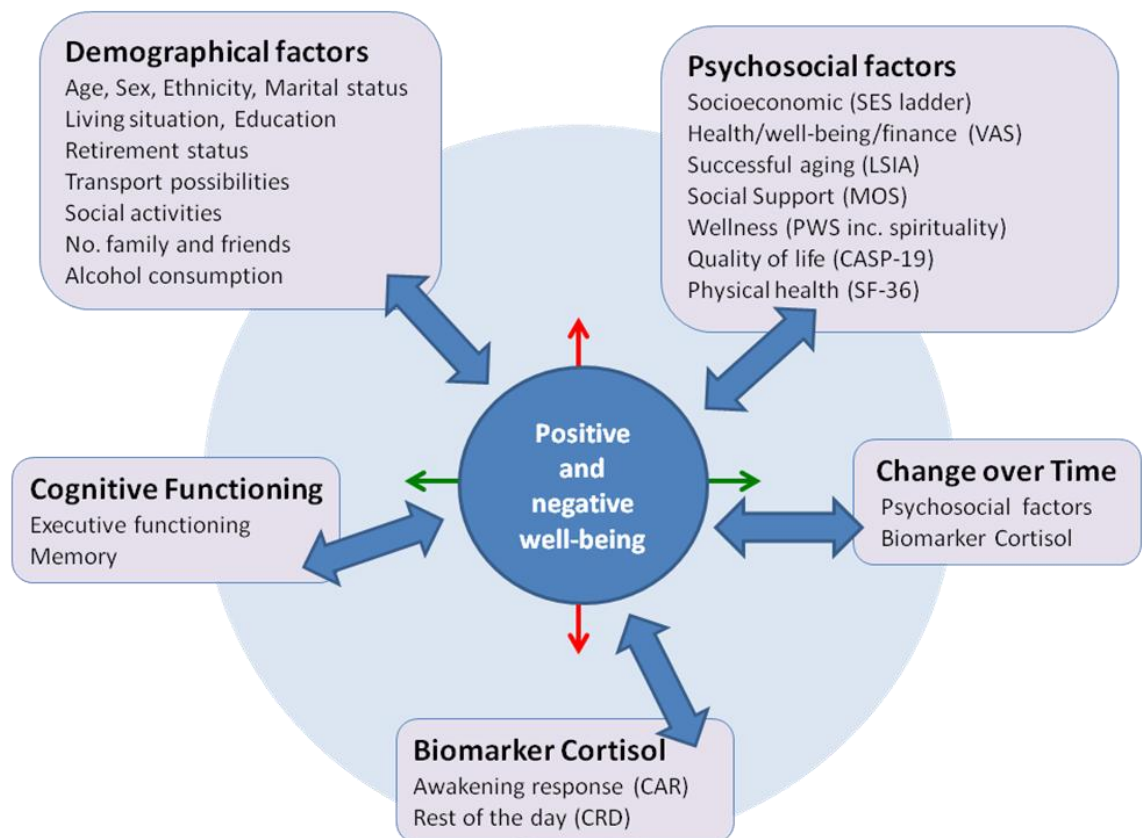 Demographical factors
Age, Sex, Ethnicity, Marital status
Living situation, Education
Retirement status
Transport possibilities
Social activities
No. family and friends
Alcohol consumption
Psychosocial factors
Socioeconomic (SES ladder)
Health/well-being/finance (VAS)
Successful aging (LSIA)
Social Support (MOS)
Wellness (PWS inc. spirituality)
Quality of life (CASP-19)
Physical health (SF-36)
Positive
and
negative
well-being
Cognitive Functioning
Executive functioning
Memory
Change over Time
Psychosocial factors
Biomarker Cortisol
Biomarker Cortisol
Awakening response (CAR)
Rest of the day (CRD)